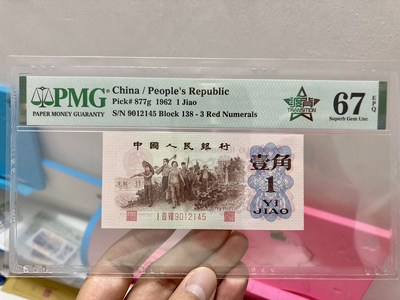 PMG
PAPER MONEY GUARANTY
China / People's Republic
Pick# 877g 1962 1 Jiao
S/N 9012145 Block 138 - 3 Red Numerals
TRANSITION
67 EPQ
Superb Gem Unc
中國人民銀行
壹角
1
YI
JIAO
9012145